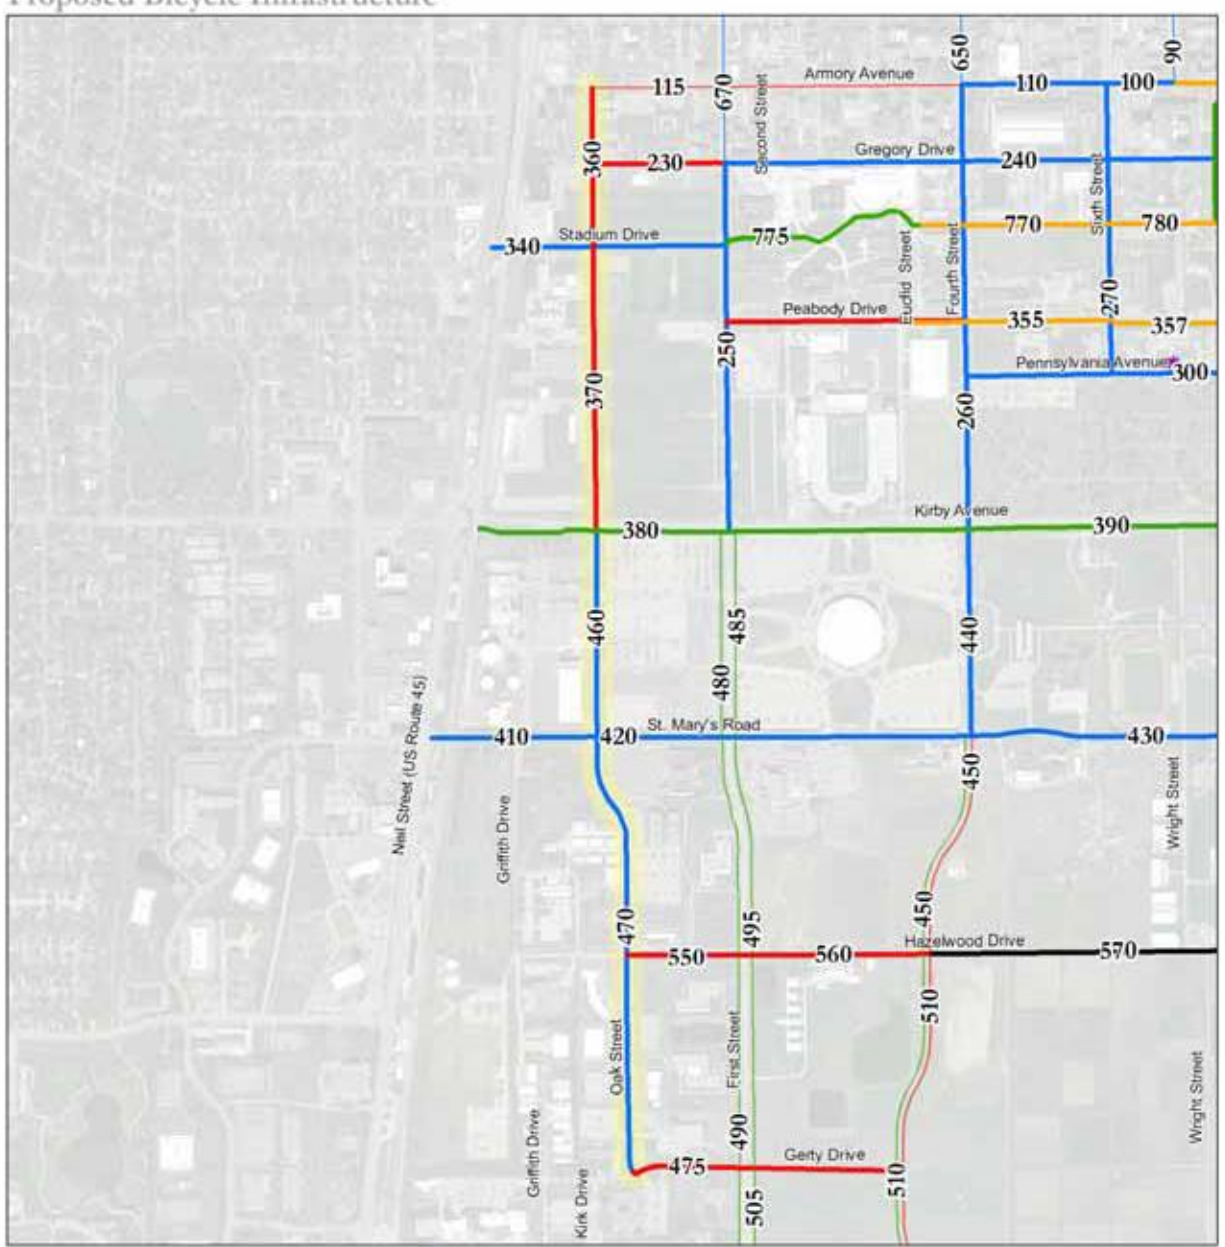 Proposed Bicycle Infrastructure
650
90
Armory Avenue
115
670
Second Street
110
100
360
230
Gregory Drive
240
Sixth Street
340
Stadium Drive
775
770
780
Euclid Street
Fourth Street
270
Peabody Drive
355
357
250
Pennsylvania Avenue
300
370
260
380
Kirby Avenue
390
460
485
440
480
Neil Street (US Route 45)
410
420
St. Mary's Road
430
450
Griffith Drive
Wright Street
470
495
450
Hazelwood Drive
550
560
570
510
Oak Street
First Street
Wright Street
Griffith Drive
490
Gerty Drive
475
510
Kirk Drive
505